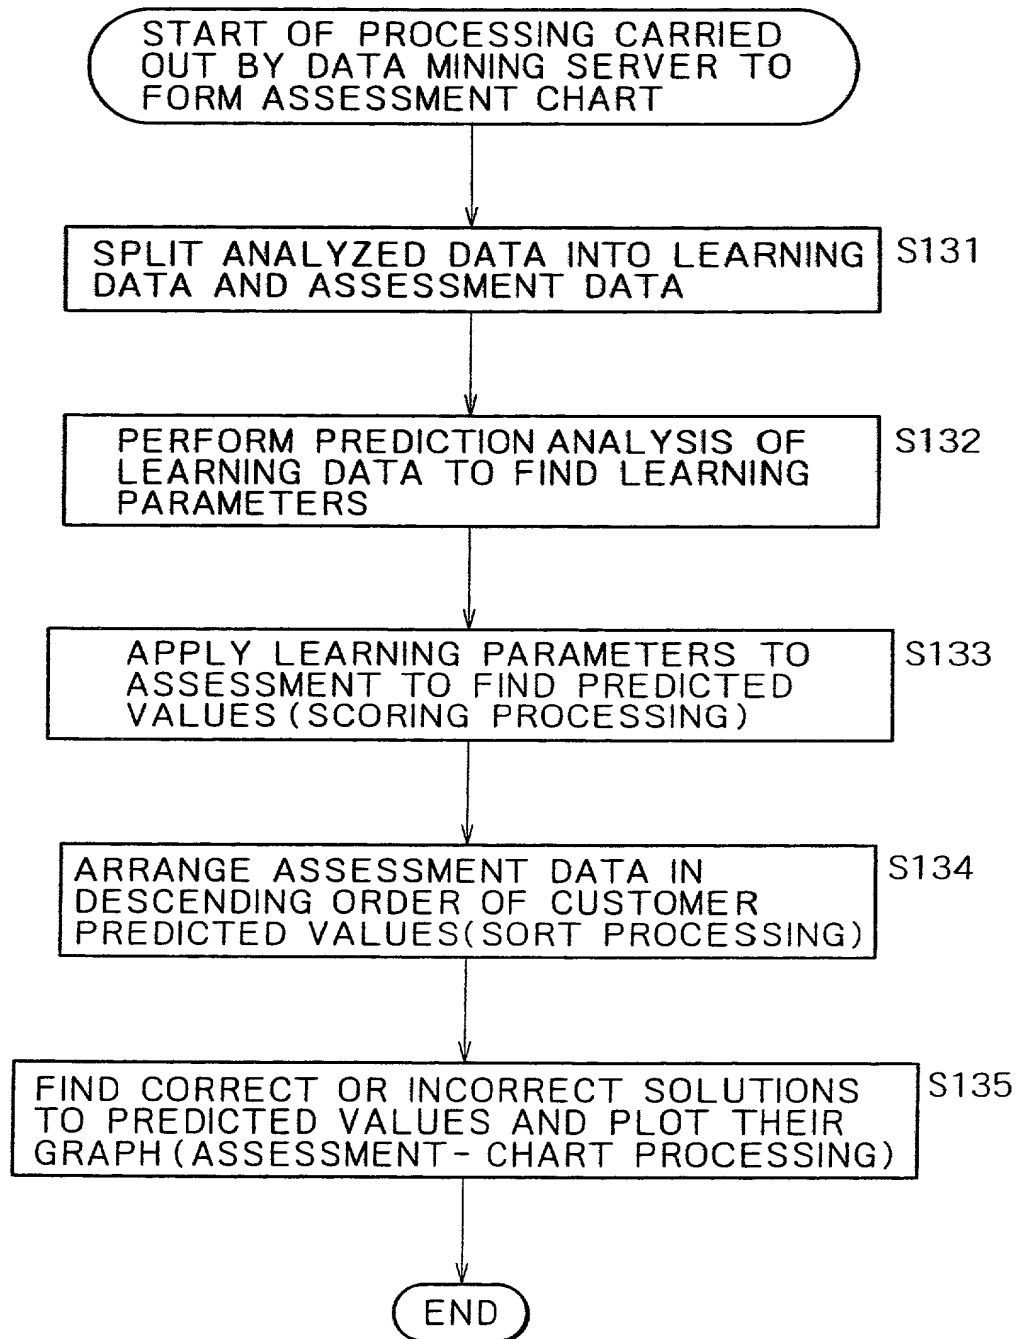 START OF PROCESSING CARRIED
OUT BY DATA MINING SERVER TO
FORM ASSESSMENT CHART
SPLIT ANALYZED DATA INTO LEARNING
DATA AND ASSESSMENT DATA
S131
PERFORM PREDICTION ANALYSIS OF
LEARNING DATA TO FIND LEARNING
PARAMETERS
S132
APPLY LEARNING PARAMETERS TO
ASSESSMENT TO FIND PREDICTED
VALUES (SCORING PROCESSING)
S133
ARRANGE ASSESSMENT DATA IN
DESCENDING ORDER OF CUSTOMER
PREDICTED VALUES(SORT PROCESSING)
S134
FIND CORRECT OR INCORRECT SOLUTIONS
TO PREDICTED VALUES AND PLOT THEIR
GRAPH (ASSESSMENT- CHART PROCESSING)
S135
END